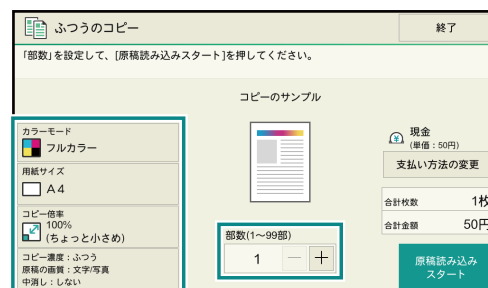 ふつうのコピー
終了
「部数」を設定して、[原稿読み込みスタート]を押してください。
コピーのサンプル
カラーモード
フルカラー
用紙サイズ
A4
コピー倍率
100%
(ちょっと小さめ)
コピー濃度：ふつう
原稿の画質：文字/写真
中消し：しない
部数(1〜99部)
1
現金
(単価：50円)
支払い方法の変更
合計枚数 1枚
合計金額 50円
原稿読み込み
スタート